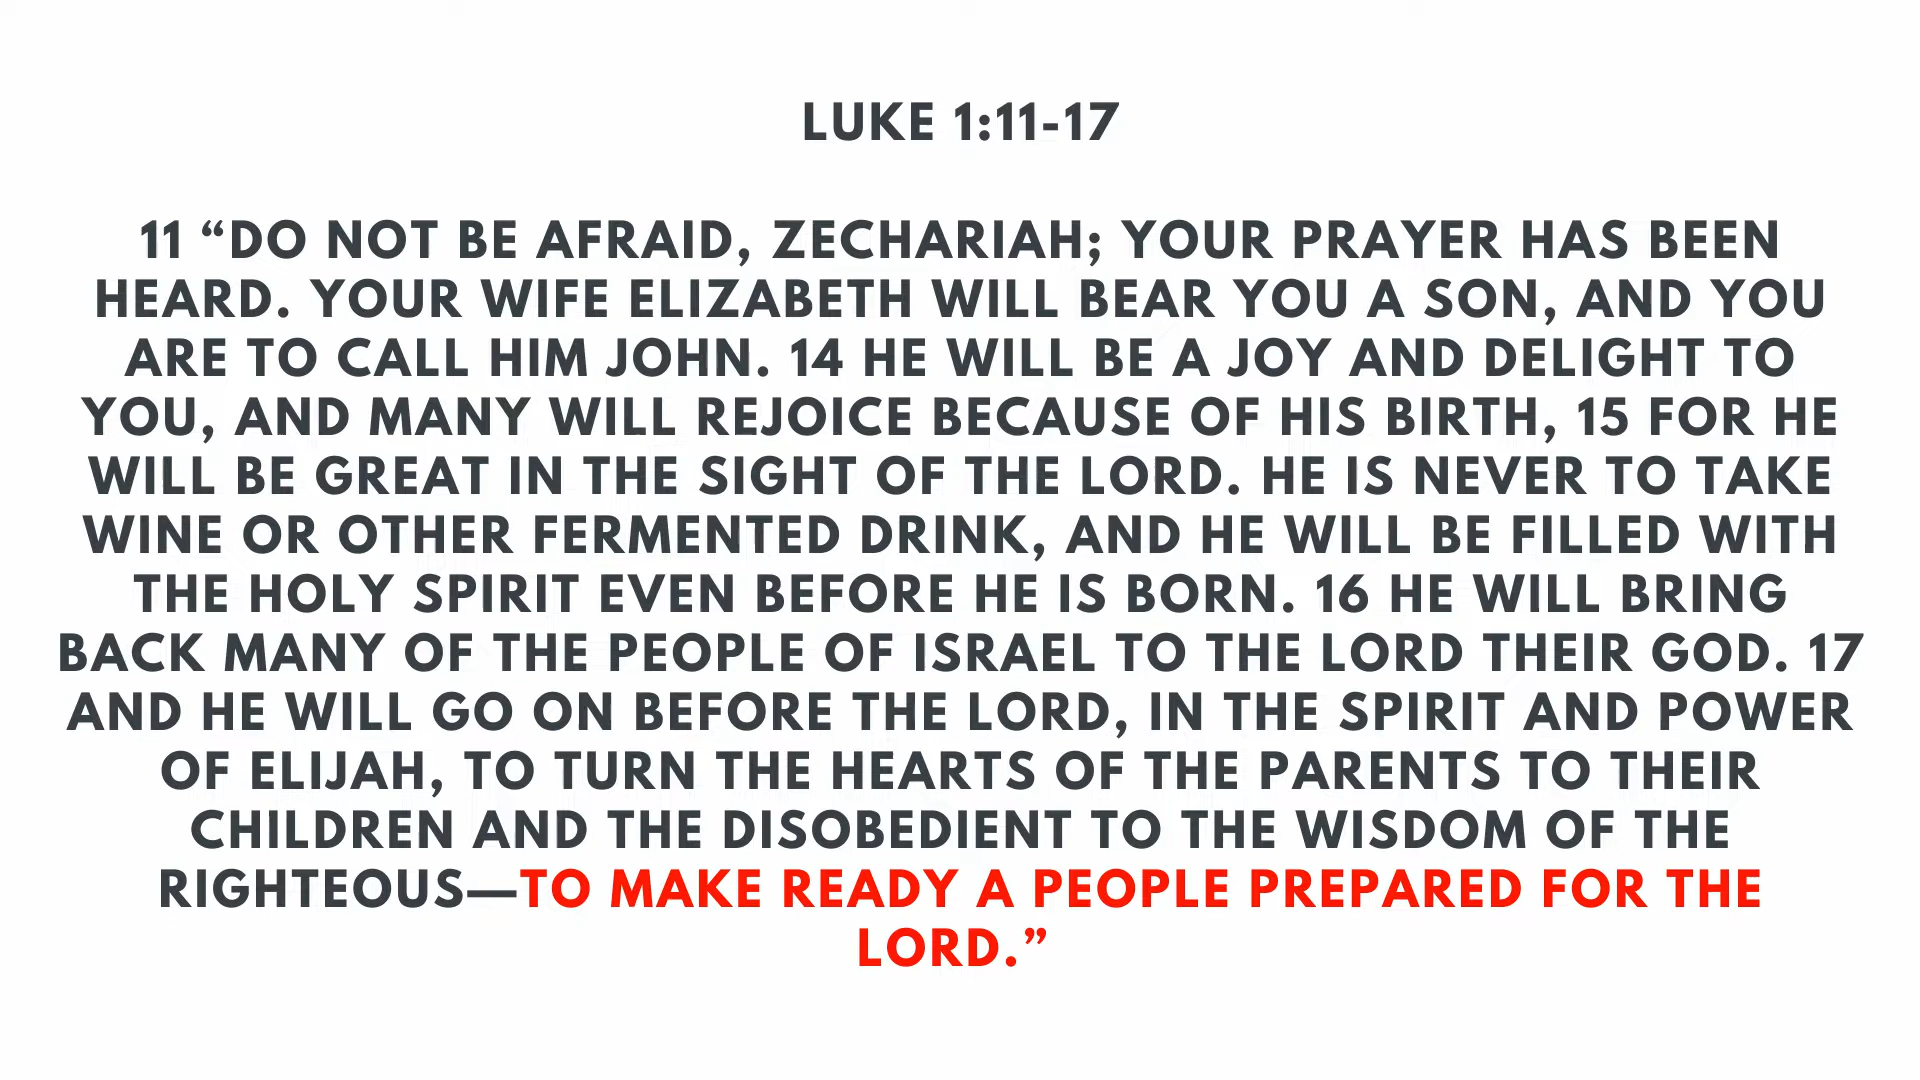 LUKE 1:11-17
11 “DO NOT BE AFRAID, ZECHARIAH; YOUR PRAYER HAS BEEN
HEARD. YOUR WIFE ELIZABETH WILL BEAR YOU A SON, AND YOU
ARE TO CALL HIM JOHN. 14 HE WILL BE A JOY AND DELIGHT TO
YOU, AND MANY WILL REJOICE BECAUSE OF HIS BIRTH, 15 FOR HE
WILL BE GREAT IN THE SIGHT OF THE LORD. HE IS NEVER TO TAKE
WINE OR OTHER FERMENTED DRINK, AND HE WILL BE FILLED WITH
THE HOLY SPIRIT EVEN BEFORE HE IS BORN. 16 HE WILL BRING
BACK MANY OF THE PEOPLE OF ISRAEL TO THE LORD THEIR GOD. 17
AND HE WILL GO ON BEFORE THE LORD, IN THE SPIRIT AND POWER
OF ELIJAH, TO TURN THE HEARTS OF THE PARENTS TO THEIR
CHILDREN AND THE DISOBEDIENT TO THE WISDOM OF THE
RIGHTEOUS—TO MAKE READY A PEOPLE PREPARED FOR THE
LORD.”